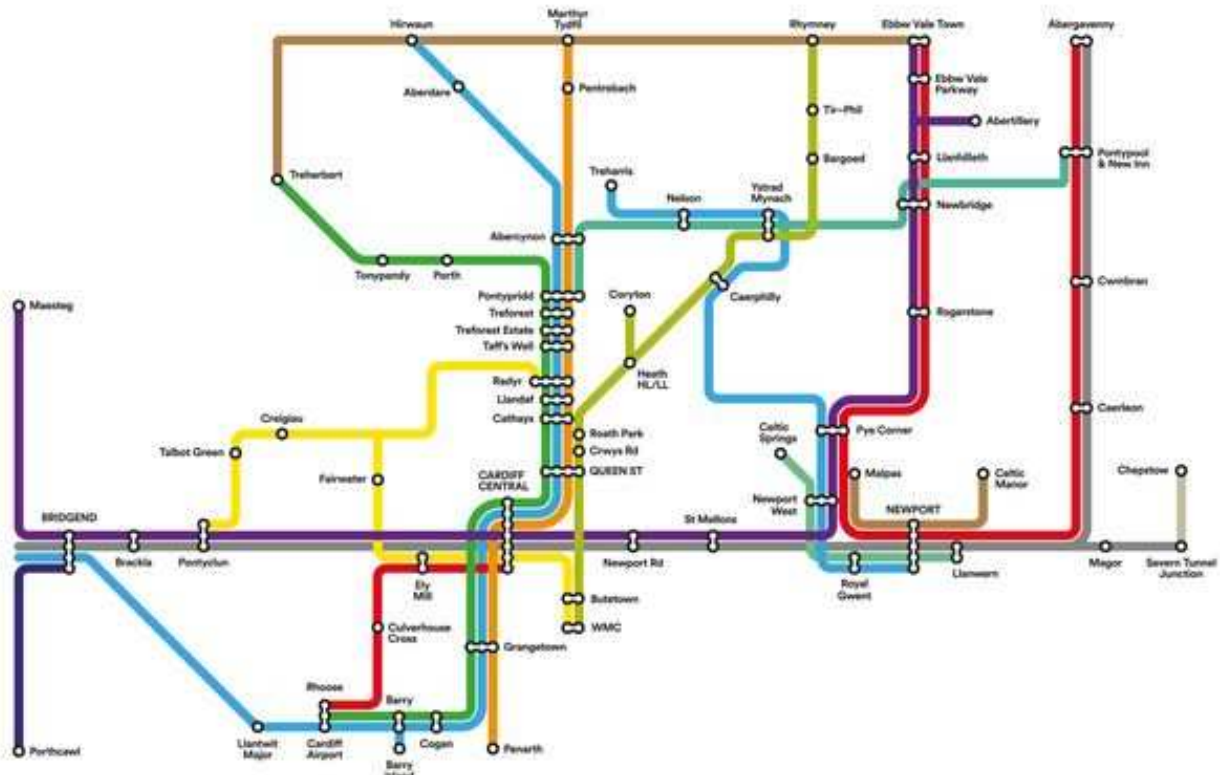 Hirwaun
Marthyr
Tydfil
Rhymney
Ebbw Vale Town
Abergavenny
Aberdare
Pentrebach
Ebbw Vale
Parkway
Tir-Phil
Abertillery
Bargoed
Llanhilleth
Pontypool
& New Inn
Treherbert
Treharris
Nelson
Ystrad
Mynach
Newbridge
Abercynon
Tonypandy
Porth
Caerphilly
Cwmbran
Maesteg
Pontypridd
Treforest
Treforest Estate
Taff's Well
Coryton
Rogerstone
Radyr
Llandaf
Cathays
Heath
HL/LL
Creigiau
Talbot Green
Roath Park
Crwys Rd
Celtic
Springs
Pye Corner
Caerleon
Fairwater
CARDIFF
CENTRAL
QUEEN ST
Malpas
Celtic
Manor
Chepstow
BRIDGEND
Newport
West
NEWPORT
St Mellons
Brackla
Pontyclun
Ely
Mill
Newport Rd
Royal
Gwent
Llanwern
Magor
Severn Tunnel
Junction
Butetown
WMC
Culverhouse
Cross
Grangetown
Rhoose
Barry
Porthcawl
Llantwit
Major
Cardiff
Airport
Barry
Cogan
Penarth